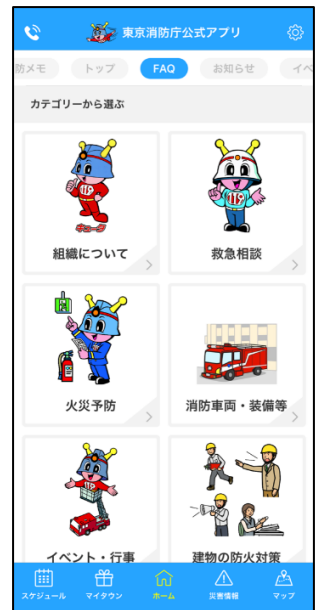 東京消防庁公式アプリ
防メモ トップ FAQ お知らせ イベ
カテゴリーから選ぶ
119
キュータ
組織について
119
救急相談
火災予防
消防車両・装備等
イベント・行事
建物の防火対策
スケジュール マイタウン ホーム 災害情報 マップ